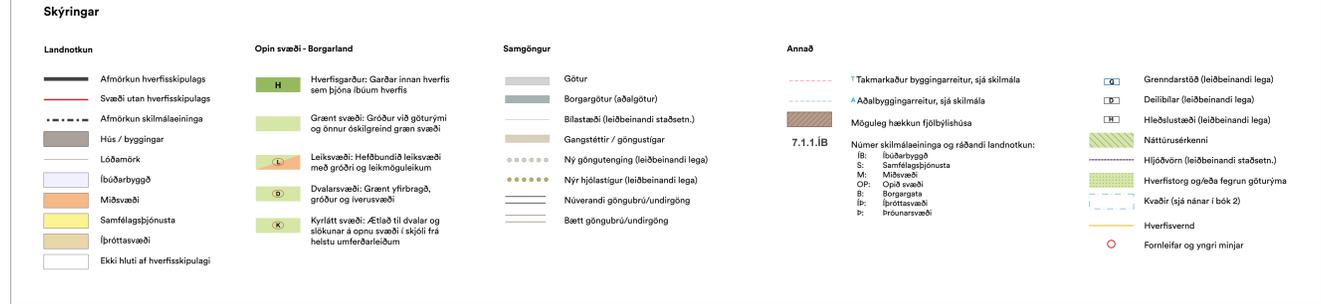 Skýringar
Landnotkun
Afmörkun hverfisskipulags
Svæði utan hverfisskipulags
Afmörkun skilmálaeininga
Hús / byggingar
Lóðamörk
Íbúðarbyggð
Miðsvæði
Samfélagsþjónusta
Íþróttasvæði
Ekki hluti af hverfisskipulagi
Opin svæði - Borgarland
H
Hverfisgarður: Garðar innan hverfis
sem þjóna íbúum hverfis
Grænt svæði: Gróður við göturými
og önnur óskilgreind græn svæði
L
Leiksvæði: Hefðbundið leiksvæði
með gróðri og leikmöguleikum
D
Dvalarsvæði: Grænt yfirbragð,
gróður og íverusvæði
K
Kyrlátt svæði: Ætlað til dvalar og
slökunar á opnu svæði í skjóli frá
helstu umferðarleiðum
Samgöngur
Götur
Borgargötur (aðalgötur)
Bílastæði (leiðbeinandi staðsetn.)
Gangstéttir / göngustígar
Ný göngutenging (leiðbeinandi lega)
Nýr hjólastígur (leiðbeinandi lega)
Núverandi göngubrú/undirgöng
Bætt göngubrú/undirgöng
Annað
T Takmarkaður byggingarreitur, sjá skilmála
A Aðalbyggingarreitur, sjá skilmála
Möguleg hækkun fjölbýlishúsa
7.1.1.ÍB
Númer skilmálaeininga og ráðandi landnotkun:
ÍB: Íbúðarbyggð
S: Samfélagsþjónusta
M: Miðsvæði
OP: Opið svæði
B: Borgargata
ÍÞ: Íþróttasvæði
Þ: Þróunarsvæði
G Grenndarstöð (leiðbeinandi lega)
D Deilibílar (leiðbeinandi lega)
H Hleðslustæði (leiðbeinandi lega)
Náttúrusérkenni
Hljóðvörn (leiðbeinandi staðsetn.)
Hverfistorg og/eða fegrun göturýma
Kvaðir (sjá nánar í bók 2)
Hverfisvernd
Fornleifar og yngri minjar